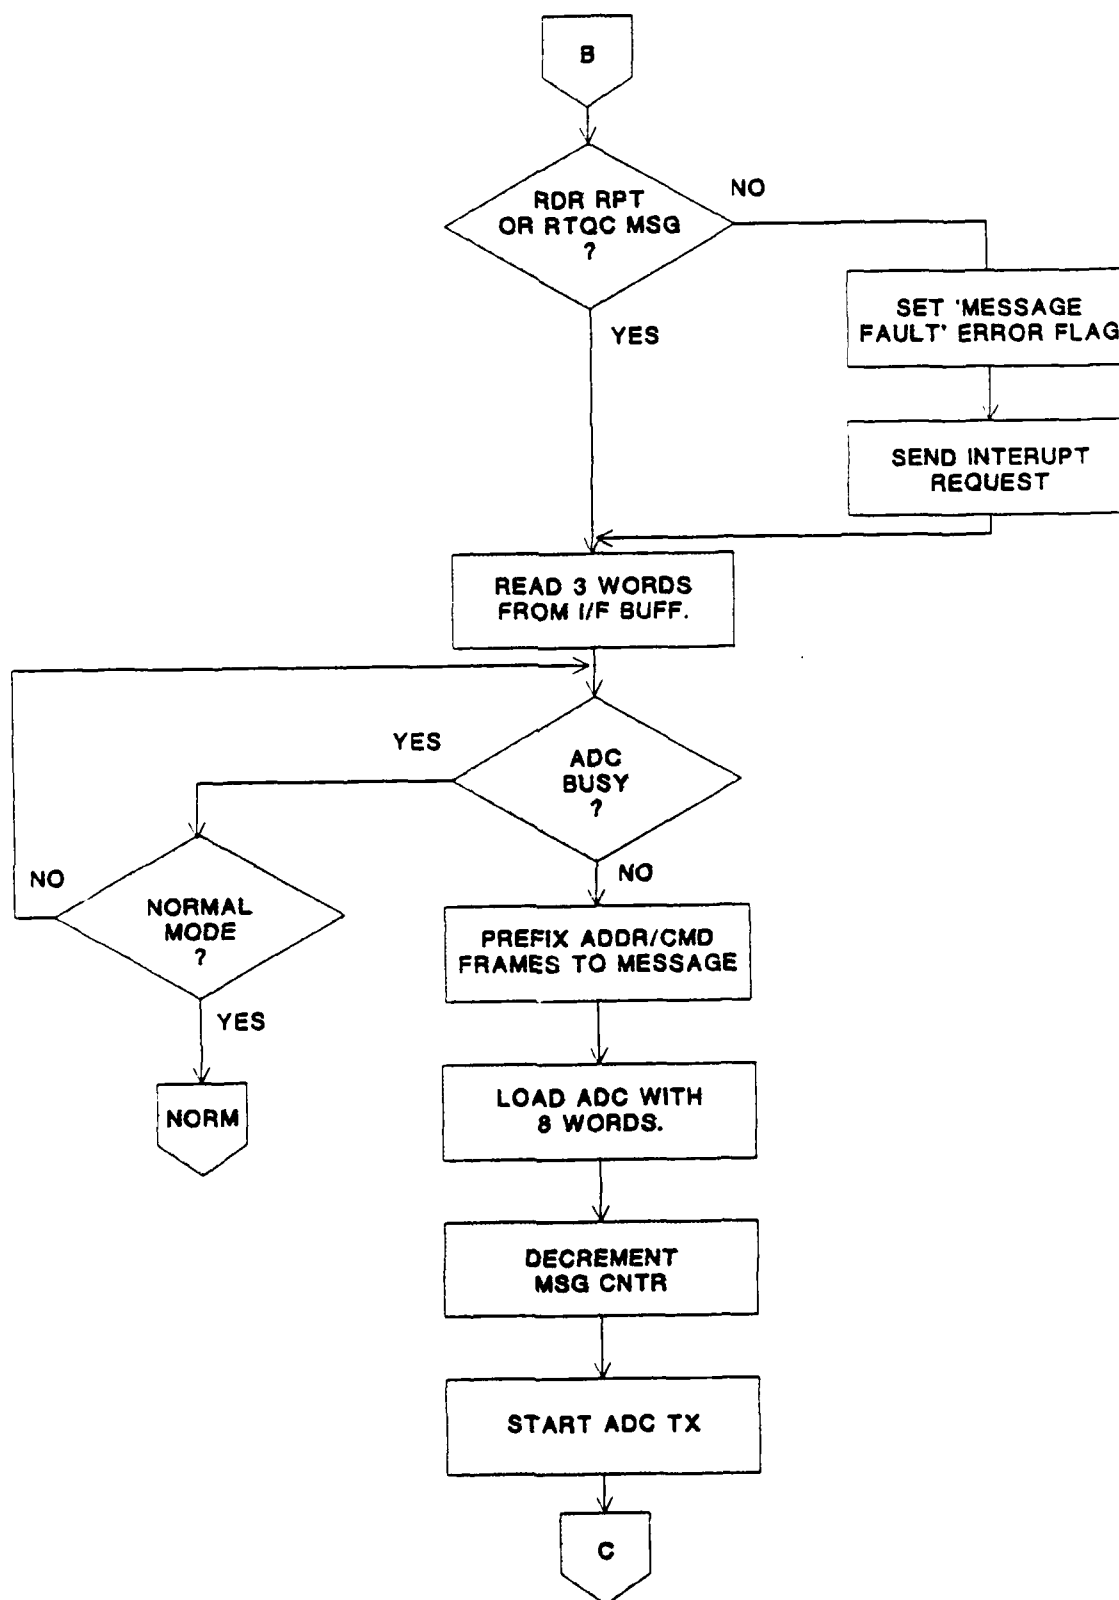 B
RDR RPT
OR RTQC MSG
?
NO
YES
SET 'MESSAGE
FAULT' ERROR FLAG
SEND INTERUPT
REQUEST
READ 3 WORDS
FROM I/F BUFF.
YES
ADC
BUSY
?
NO
NORMAL
MODE
?
NO
YES
NORM
PREFIX ADDR/CMD
FRAMES TO MESSAGE
LOAD ADC WITH
8 WORDS.
DECREMENT
MSG CNTR
START ADC TX
C